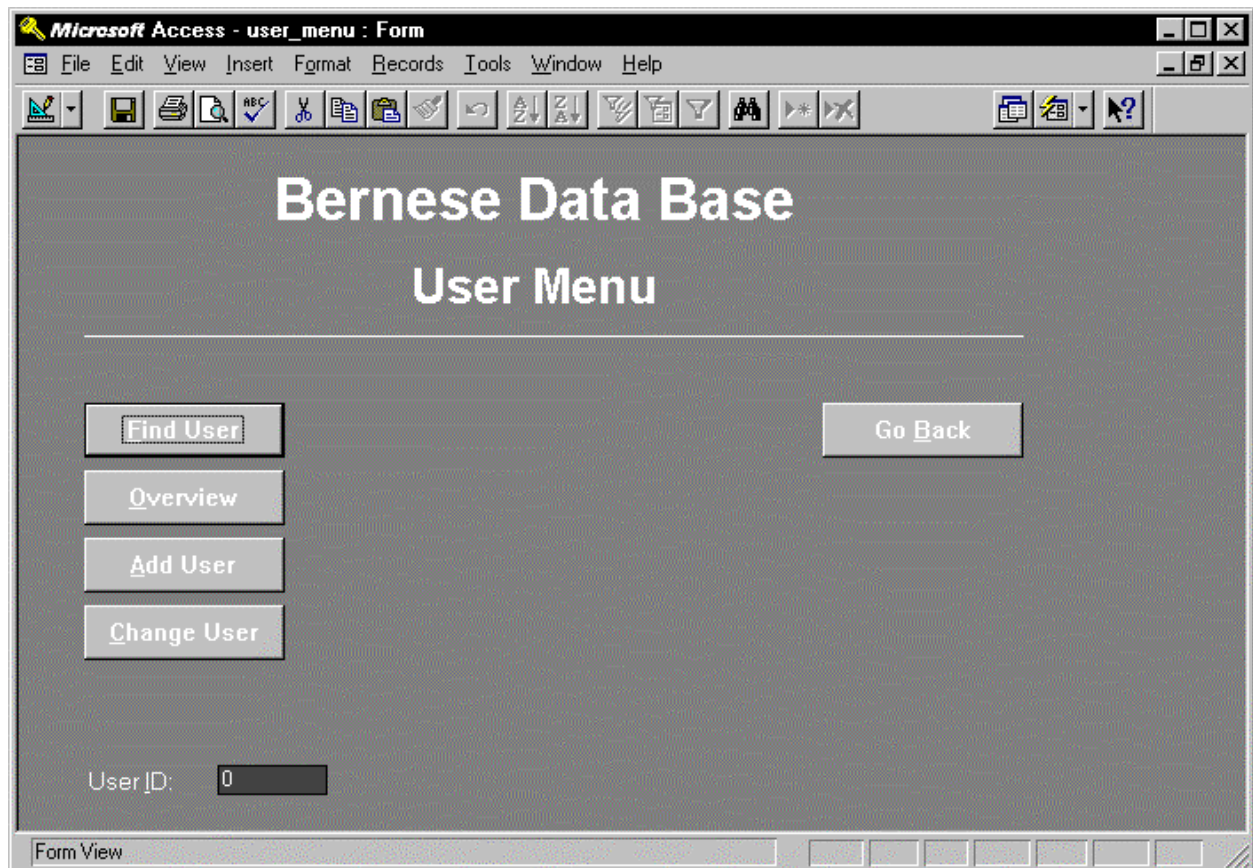 Microsoft Access - user_menu : Form
File Edit View Insert Format Records Tools Window Help
Bernese Data Base
User Menu
Find User
Go Back
Overview
Add User
Change User
User ID: 0
Form View